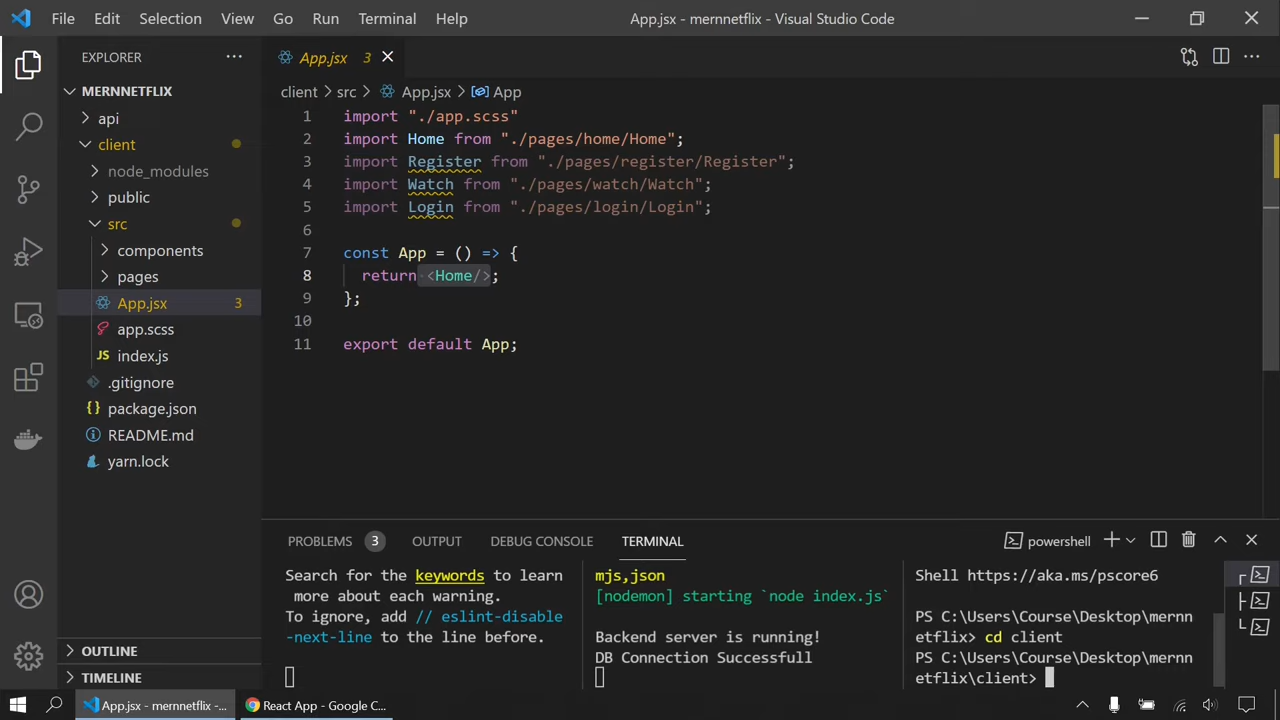 File Edit Selection View Go Run Terminal Help App.jsx - mernnetflix - Visual Studio Code
EXPLORER
MERNNETFLIX
api
client
node_modules
public
src
components
pages
App.jsx 3
app.scss
index.js
.gitignore
package.json
README.md
yarn.lock
OUTLINE
TIMELINE
App.jsx 3
client src App.jsx App
1 import "./app.scss"
2 import Home from "./pages/home/Home";
3 import Register from "./pages/register/Register";
4 import Watch from "./pages/watch/Watch";
5 import Login from "./pages/login/Login";
6
7 const App = () => {
8 return <Home/>;
9 };
10
11 export default App;
PROBLEMS 3 OUTPUT DEBUG CONSOLE TERMINAL powershell
Search for the keywords to learn
more about each warning.
To ignore, add // eslint-disable
-next-line to the line before.
mjs,json
[nodemon] starting `node index.js`
Backend server is running!
DB Connection Successfull
Shell https://aka.ms/pscore6
PS C:\Users\Course\Desktop\mern
netflix> cd client
PS C:\Users\Course\Desktop\mern
netflix\client>
App.jsx - mernnetflix -... React App - Google C...